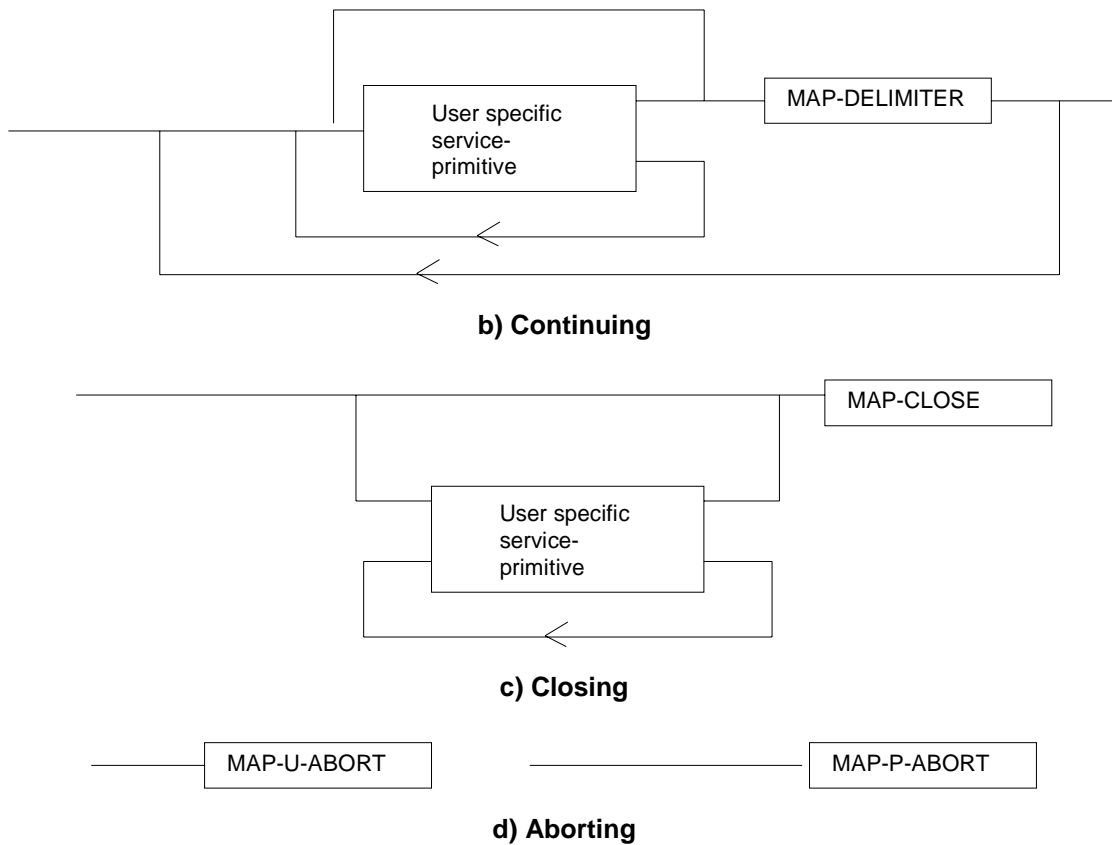 User specific
service-
primitive
MAP-DELIMITER
b) Continuing
MAP-CLOSE
User specific
service-
primitive
c) Closing
MAP-U-ABORT
MAP-P-ABORT
d) Aborting